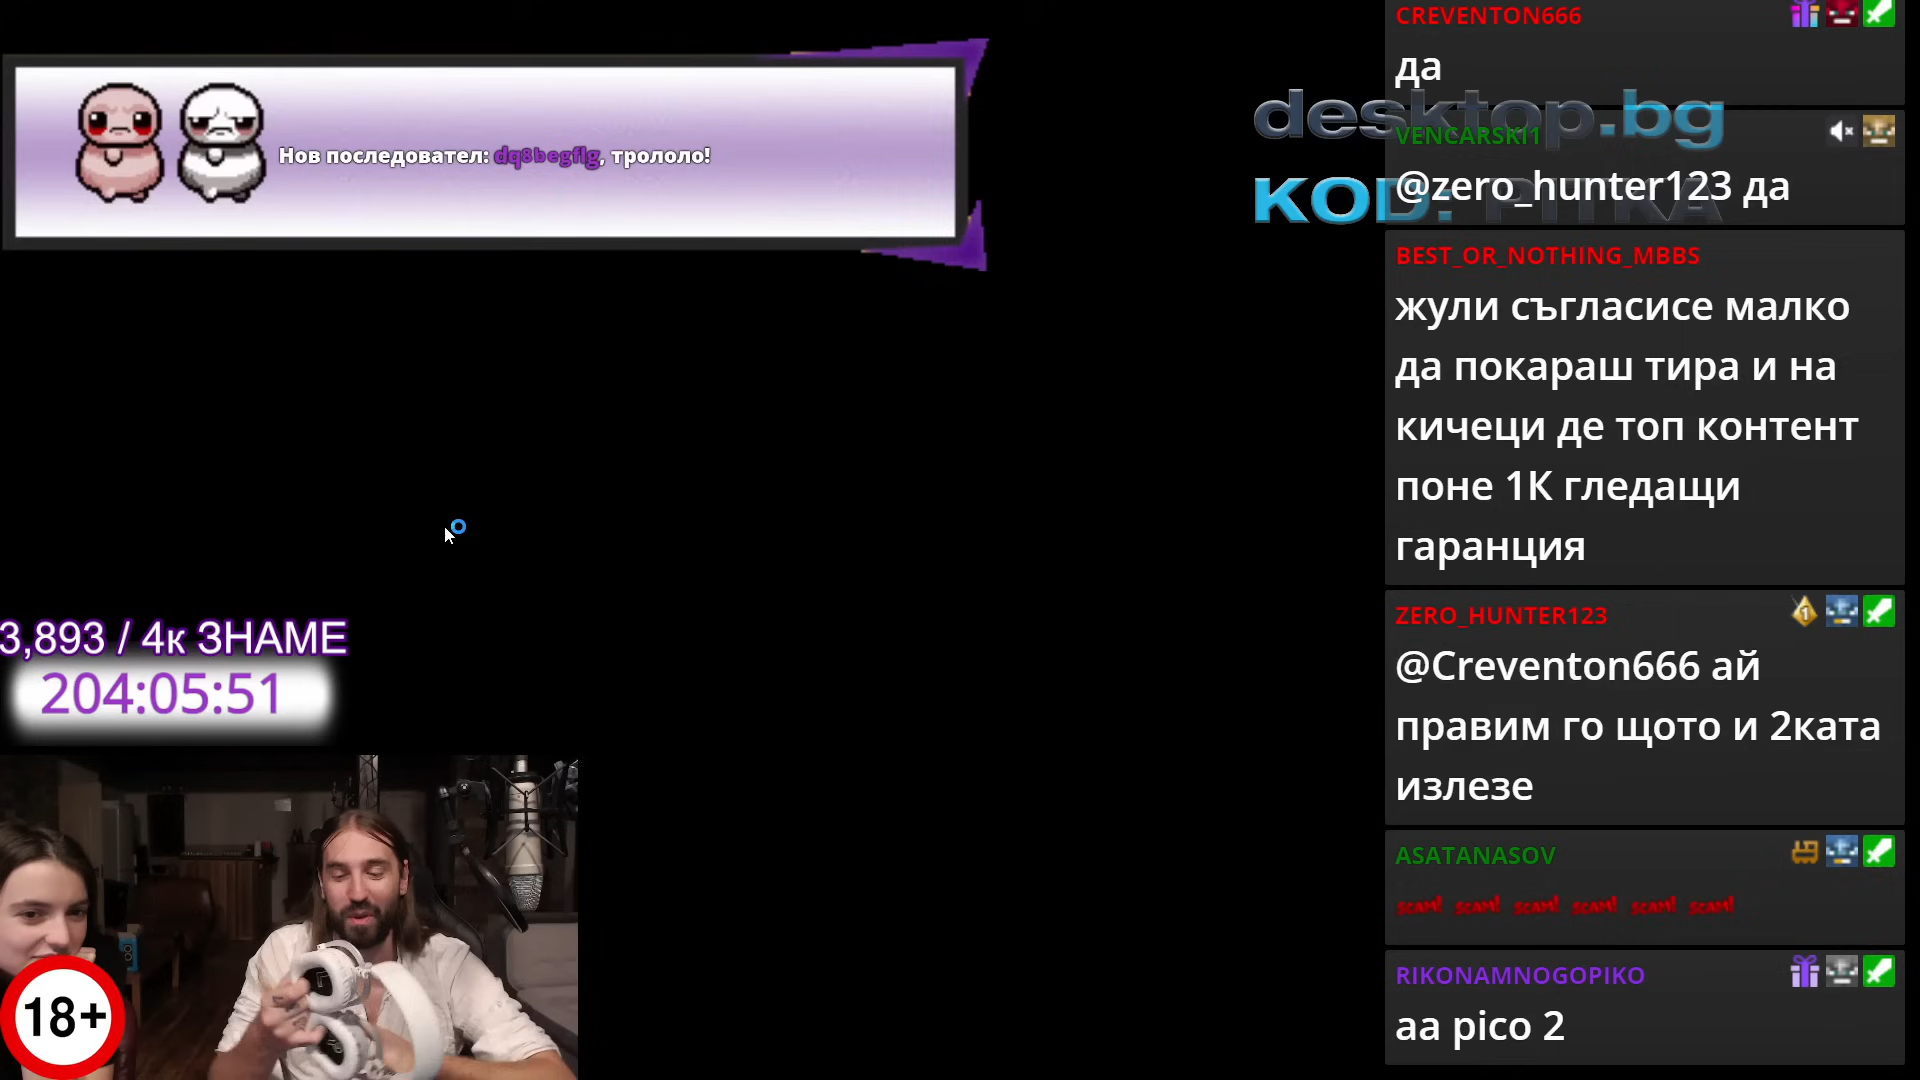 Нов последовател: dq8begflg, трололо!
3,893 / 4к ЗНАМЕ
204:05:51
18+
desktop.bg
KOD: PITKA
CREVENTON666
да
VENCARSKI1
@zero_hunter123 да
BEST_OR_NOTHING_MBBS
жули съгласисе малко
да покараш тира и на
кичеци де топ контент
поне 1К гледащи
гаранция
ZERO_HUNTER123
@Creventon666 ай
правим го щото и 2ката
излезе
ASATANASOV
SCAM! SCAM! SCAM! SCAM! SCAM! SCAM!
RIKONAMNOGOPIKO
аа pico 2